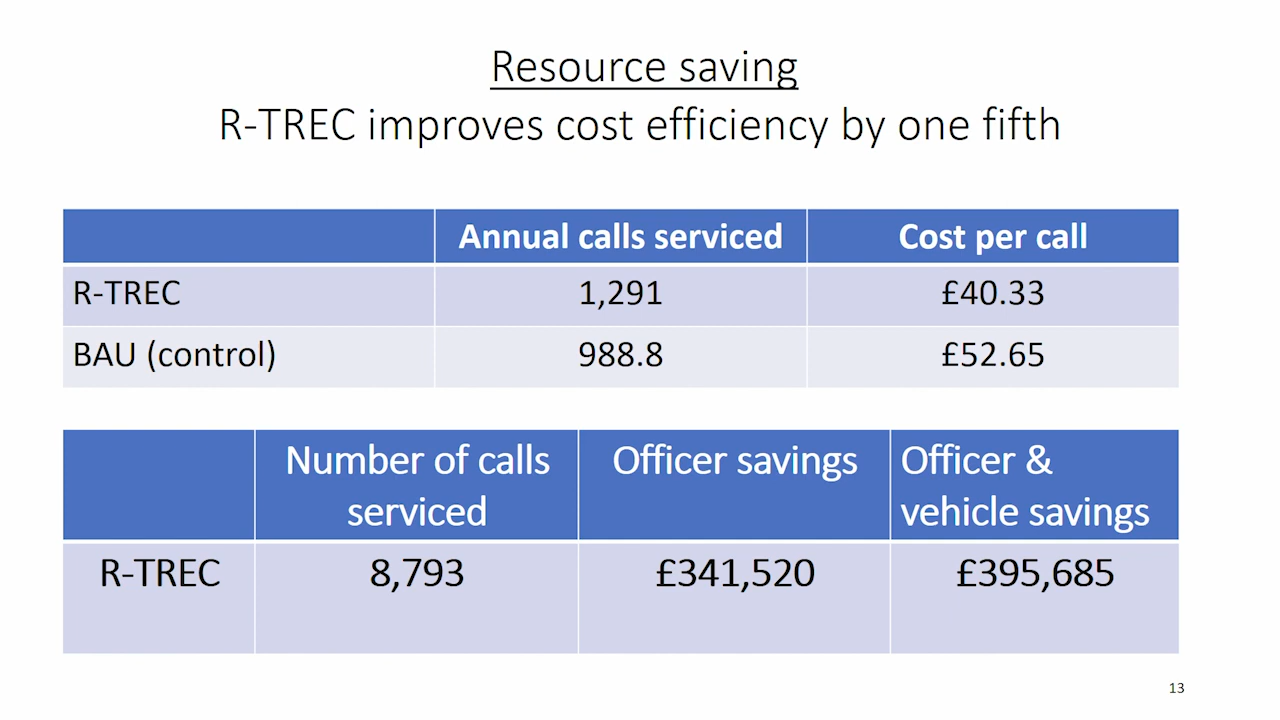 Resource saving
R-TREC improves cost efficiency by one fifth
Annual calls serviced Cost per call
R-TREC 1,291 £40.33
BAU (control) 988.8 £52.65
Number of calls serviced Officer savings Officer & vehicle savings
R-TREC 8,793 £341,520 £395,685
13